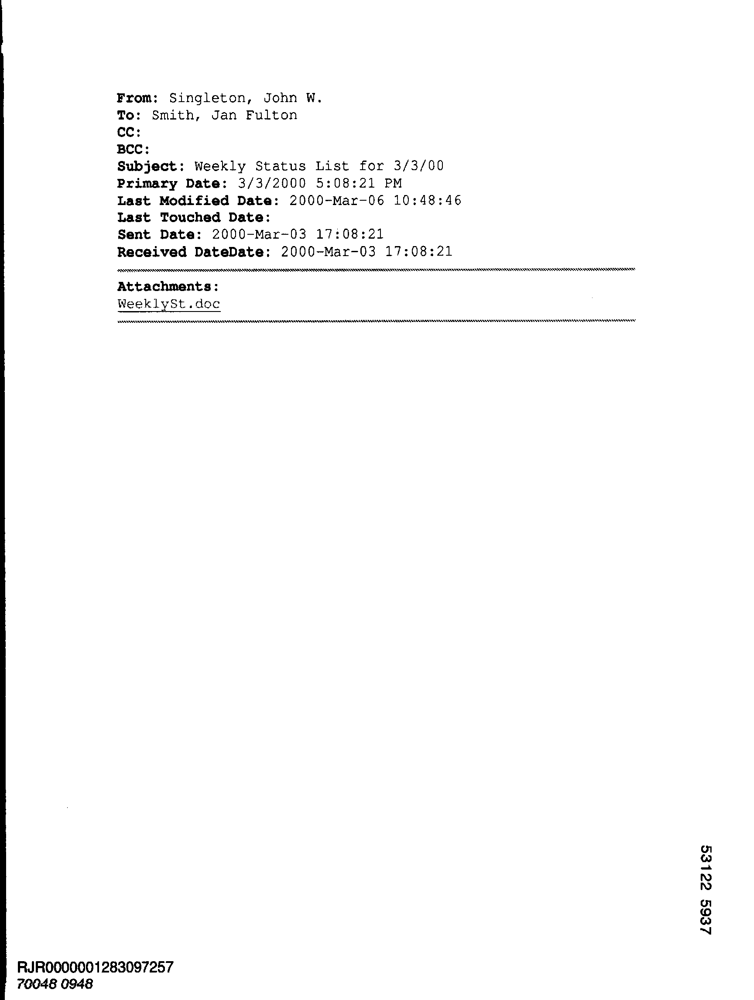 From: Singleton, John W.
To: Smith, Jan Fulton
CC:
BCC:
Subject: Weekly Status List for 3/3/00
Primary Date: 3/3/2000 5:08:21 PM
Last Modified Date: 2000-Mar-06 10:48:46
Last Touched Date:
Sent Date: 2000-Mar-03 17:08:21
Received DateDate: 2000-Mar-03 17:08:21
Attachments:
WeeklySt.doc
53122 5937
RJR0000001283097257
70048 0948